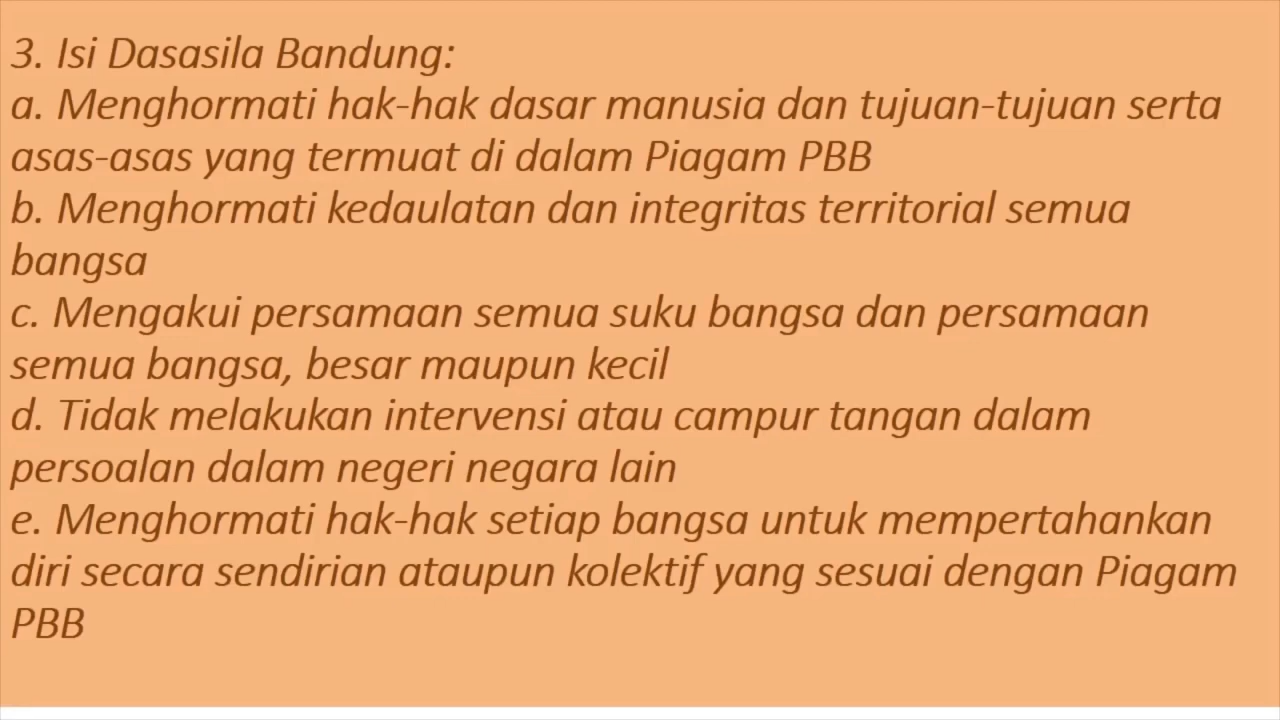 3. Isi Dasasila Bandung:
a. Menghormati hak-hak dasar manusia dan tujuan-tujuan serta
asas-asas yang termuat di dalam Piagam PBB
b. Menghormati kedaulatan dan integritas territorial semua
bangsa
c. Mengakui persamaan semua suku bangsa dan persamaan
semua bangsa, besar maupun kecil
d. Tidak melakukan intervensi atau campur tangan dalam
persoalan dalam negeri negara lain
e. Menghormati hak-hak setiap bangsa untuk mempertahankan
diri secara sendirian ataupun kolektif yang sesuai dengan Piagam
PBB